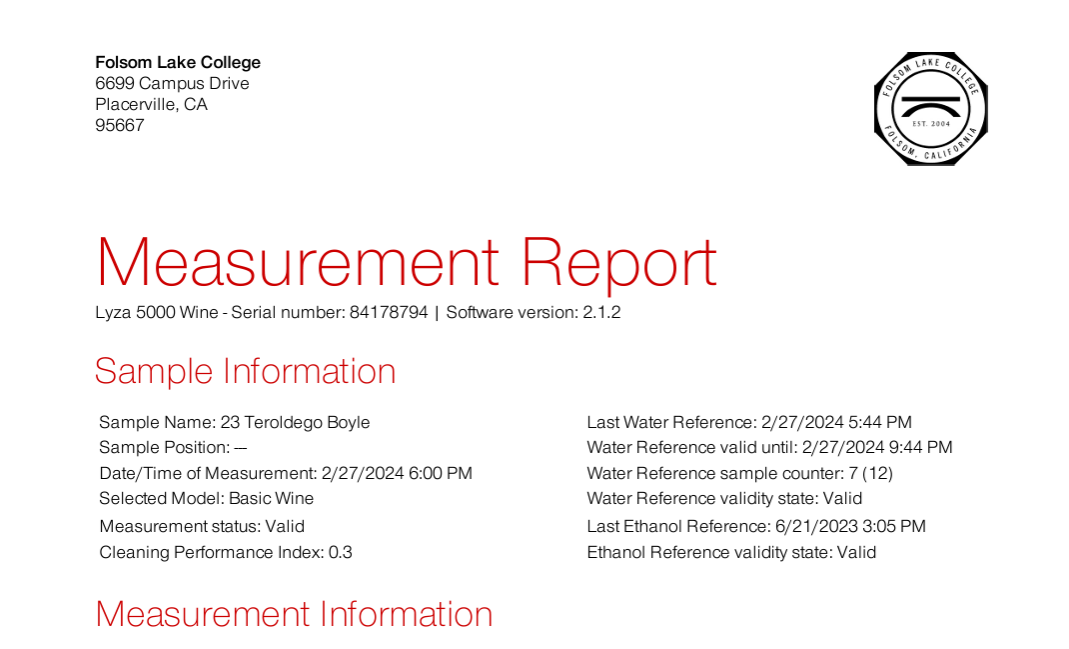 Folsom Lake College
6699 Campus Drive
Placerville, CA
95667
FOLSOM LAKE COLLEGE
EST. 2004
FOLSOM, CALIFORNIA
Measurement Report
Lyza 5000 Wine - Serial number: 84178794 | Software version: 2.1.2
Sample Information
Sample Name: 23 Teroldego Boyle
Sample Position: ---
Date/Time of Measurement: 2/27/2024 6:00 PM
Selected Model: Basic Wine
Measurement status: Valid
Cleaning Performance Index: 0.3
Last Water Reference: 2/27/2024 5:44 PM
Water Reference valid until: 2/27/2024 9:44 PM
Water Reference sample counter: 7 (12)
Water Reference validity state: Valid
Last Ethanol Reference: 6/21/2023 3:05 PM
Ethanol Reference validity state: Valid
Measurement Information